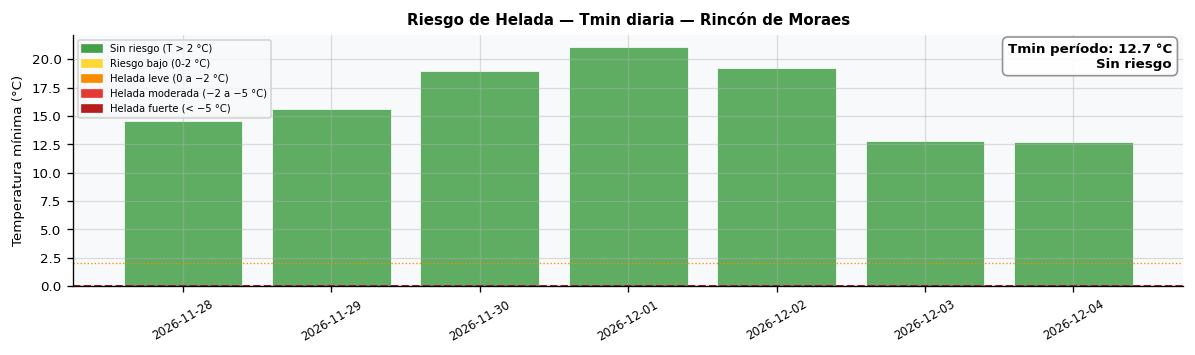 Riesgo de Helada — Tmin diaria — Rincón de Moraes
Temperatura mínima (°C)
20.0
17.5
15.0
12.5
10.0
7.5
5.0
2.5
0.0
Sin riesgo (T > 2 °C)
Riesgo bajo (0-2 °C)
Helada leve (0 a −2 °C)
Helada moderada (−2 a −5 °C)
Helada fuerte (< −5 °C)
Tmin período: 12.7 °C
Sin riesgo
2026-11-28
2026-11-29
2026-11-30
2026-12-01
2026-12-02
2026-12-03
2026-12-04